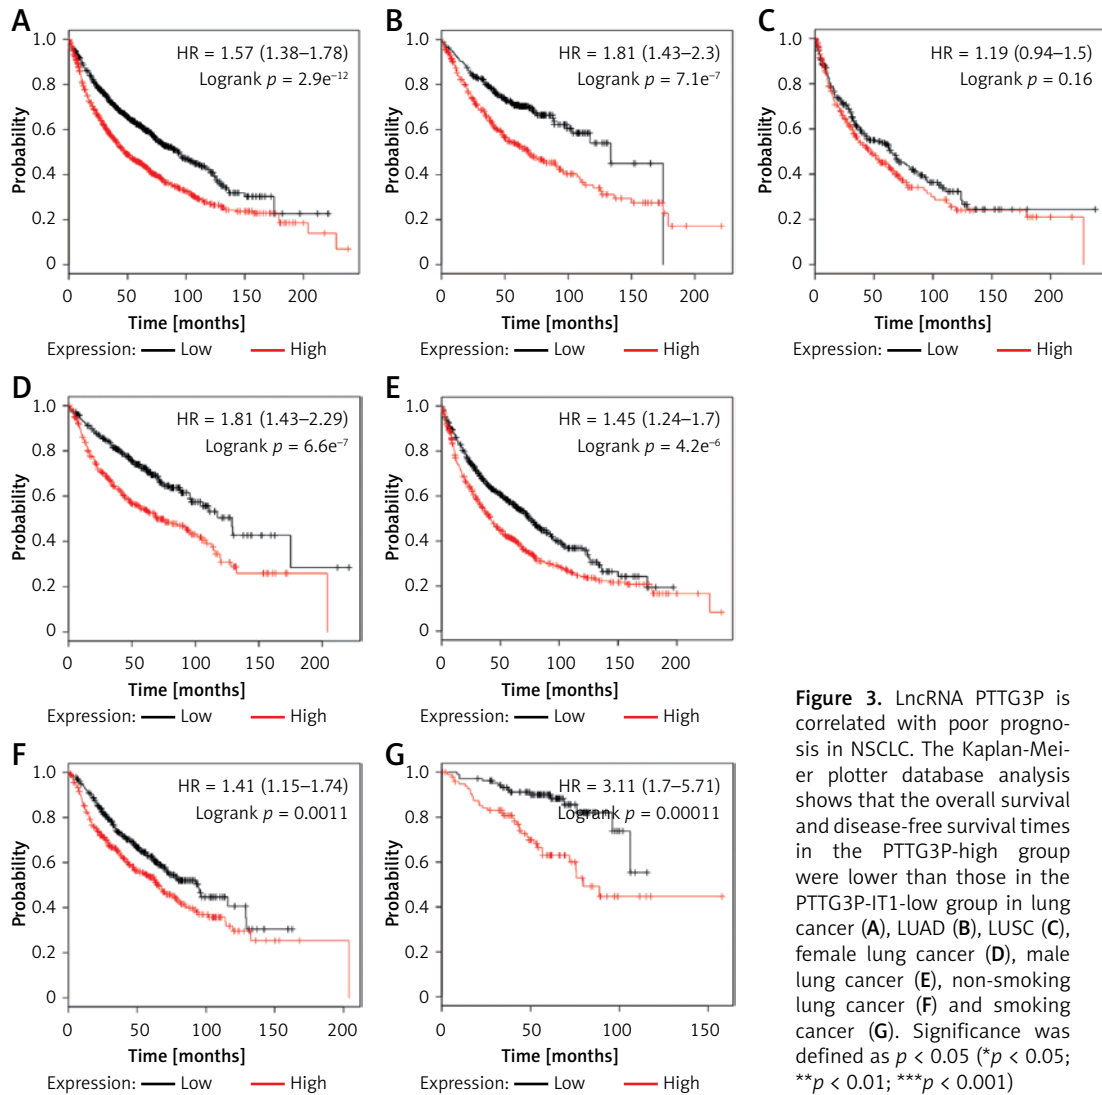 A
HR = 1.57 (1.38–1.78)
Logrank p = 2.9e–12
Probability
1.0
0.8
0.6
0.4
0.2
0
0 50 100 150 200
Time [months]
Expression: Low High
B
HR = 1.81 (1.43–2.3)
Logrank p = 7.1e–7
Probability
1.0
0.8
0.6
0.4
0.2
0
0 50 100 150 200
Time [months]
Expression: Low High
C
HR = 1.19 (0.94–1.5)
Logrank p = 0.16
Probability
1.0
0.8
0.6
0.4
0.2
0
0 50 100 150 200
Time [months]
Expression: Low High
D
HR = 1.81 (1.43–2.29)
Logrank p = 6.6e–7
Probability
1.0
0.8
0.6
0.4
0.2
0
0 50 100 150 200
Time [months]
Expression: Low High
E
HR = 1.45 (1.24–1.7)
Logrank p = 4.2e–6
Probability
1.0
0.8
0.6
0.4
0.2
0
0 50 100 150 200
Time [months]
Expression: Low High
F
HR = 1.41 (1.15–1.74)
Logrank p = 0.0011
Probability
1.0
0.8
0.6
0.4
0.2
0
0 50 100 150 200
Time [months]
Expression: Low High
G
HR = 3.11 (1.7–5.71)
Logrank p = 0.00011
Probability
1.0
0.8
0.6
0.4
0.2
0
0 50 100 150
Time [months]
Expression: Low High
Figure 3. LncRNA PTTG3P is
correlated with poor progno-
sis in NSCLC. The Kaplan-Mei-
er plotter database analysis
shows that the overall survival
and disease-free survival times
in the PTTG3P-high group
were lower than those in the
PTTG3P-IT1-low group in lung
cancer (A), LUAD (B), LUSC (C),
female lung cancer (D), male
lung cancer (E), non-smoking
lung cancer (F) and smoking
cancer (G). Significance was
defined as p < 0.05 (*p < 0.05;
**p < 0.01; ***p < 0.001)